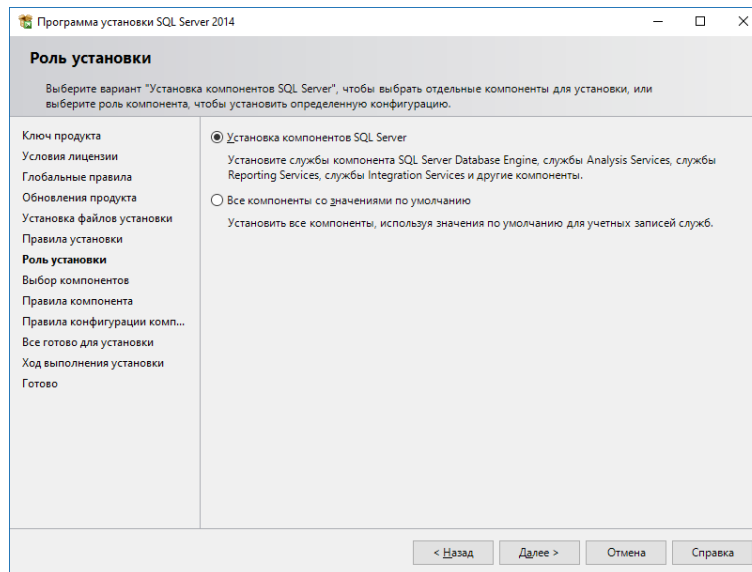 Программа установки SQL Server 2014
Роль установки
Выберите вариант "Установка компонентов SQL Server", чтобы выбрать отдельные компоненты для установки, или
выберите роль компонента, чтобы установить определенную конфигурацию.
Ключ продукта
Условия лицензии
Глобальные правила
Обновления продукта
Установка файлов установки
Правила установки
Роль установки
Выбор компонентов
Правила компонента
Правила конфигурации комп...
Все готово для установки
Ход выполнения установки
Готово
Установка компонентов SQL Server
Установите службы компонента SQL Server Database Engine, службы Analysis Services, службы
Reporting Services, службы Integration Services и другие компоненты.
Все компоненты со значениями по умолчанию
Установить все компоненты, используя значения по умолчанию для учетных записей служб.
< Назад
Далее >
Отмена
Справка